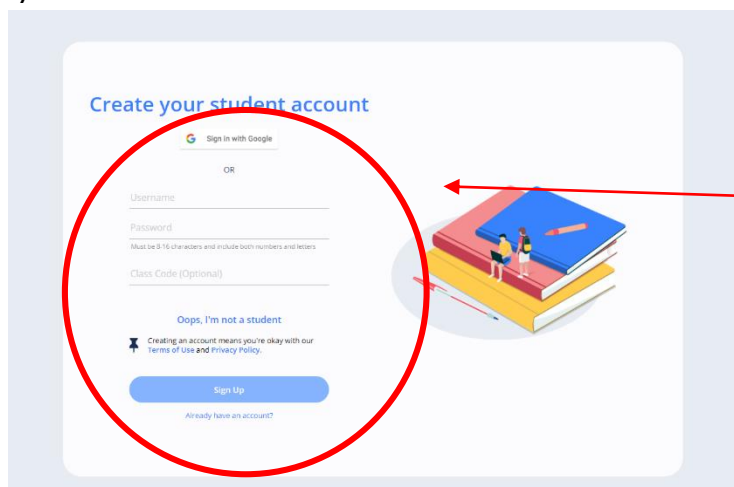 Create your student account
Sign in with Google
OR
Username
Password
Must be 8-16 characters and include both numbers and letters
Class Code (Optional)
Oops, I'm not a student
Creating an account means you're okay with our
Terms of Use and Privacy Policy.
Sign Up
Already have an account?